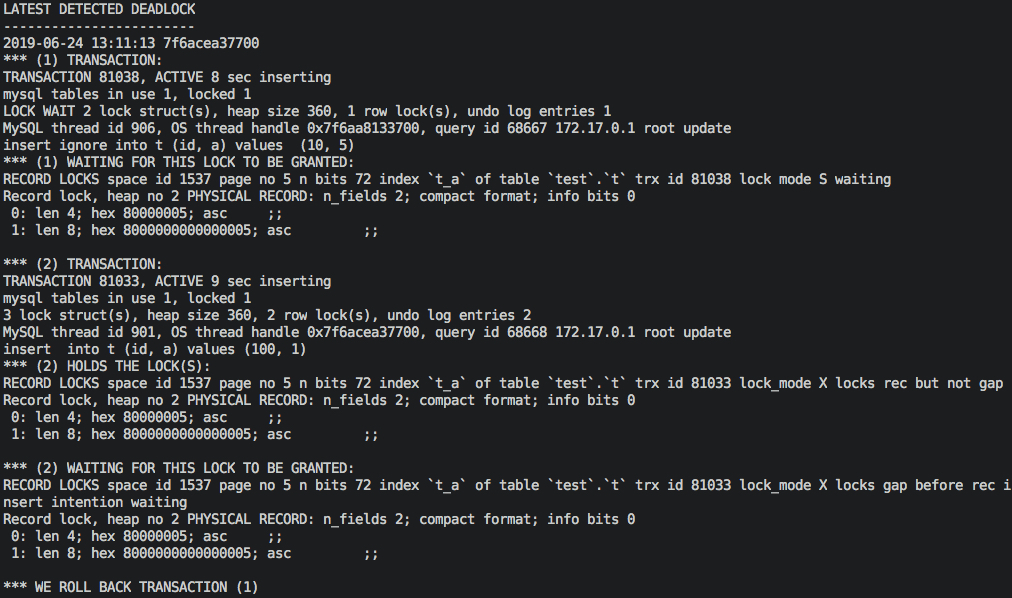 LATEST DETECTED DEADLOCK
------------------------
2019-06-24 13:11:13 7f6acea37700
*** (1) TRANSACTION:
TRANSACTION 81038, ACTIVE 8 sec inserting
mysql tables in use 1, locked 1
LOCK WAIT 2 lock struct(s), heap size 360, 1 row lock(s), undo log entries 1
MySQL thread id 906, OS thread handle 0x7f6aa8133700, query id 68667 172.17.0.1 root update
insert ignore into t (id, a) values  (10, 5)
*** (1) WAITING FOR THIS LOCK TO BE GRANTED:
RECORD LOCKS space id 1537 page no 5 n bits 72 index `t_a` of table `test`.`t` trx id 81038 lock mode S waiting
Record lock, heap no 2 PHYSICAL RECORD: n_fields 2; compact format; info bits 0
 0: len 4; hex 80000005; asc     ;;
 1: len 8; hex 8000000000000005; asc         ;;

*** (2) TRANSACTION:
TRANSACTION 81033, ACTIVE 9 sec inserting
mysql tables in use 1, locked 1
3 lock struct(s), heap size 360, 2 row lock(s), undo log entries 2
MySQL thread id 901, OS thread handle 0x7f6acea37700, query id 68668 172.17.0.1 root update
insert  into t (id, a) values (100, 1)
*** (2) HOLDS THE LOCK(S):
RECORD LOCKS space id 1537 page no 5 n bits 72 index `t_a` of table `test`.`t` trx id 81033 lock_mode X locks rec but not gap
Record lock, heap no 2 PHYSICAL RECORD: n_fields 2; compact format; info bits 0
 0: len 4; hex 80000005; asc     ;;
 1: len 8; hex 8000000000000005; asc         ;;

*** (2) WAITING FOR THIS LOCK TO BE GRANTED:
RECORD LOCKS space id 1537 page no 5 n bits 72 index `t_a` of table `test`.`t` trx id 81033 lock_mode X locks gap before rec i
nsert intention waiting
Record lock, heap no 2 PHYSICAL RECORD: n_fields 2; compact format; info bits 0
 0: len 4; hex 80000005; asc     ;;
 1: len 8; hex 8000000000000005; asc         ;;

*** WE ROLL BACK TRANSACTION (1)